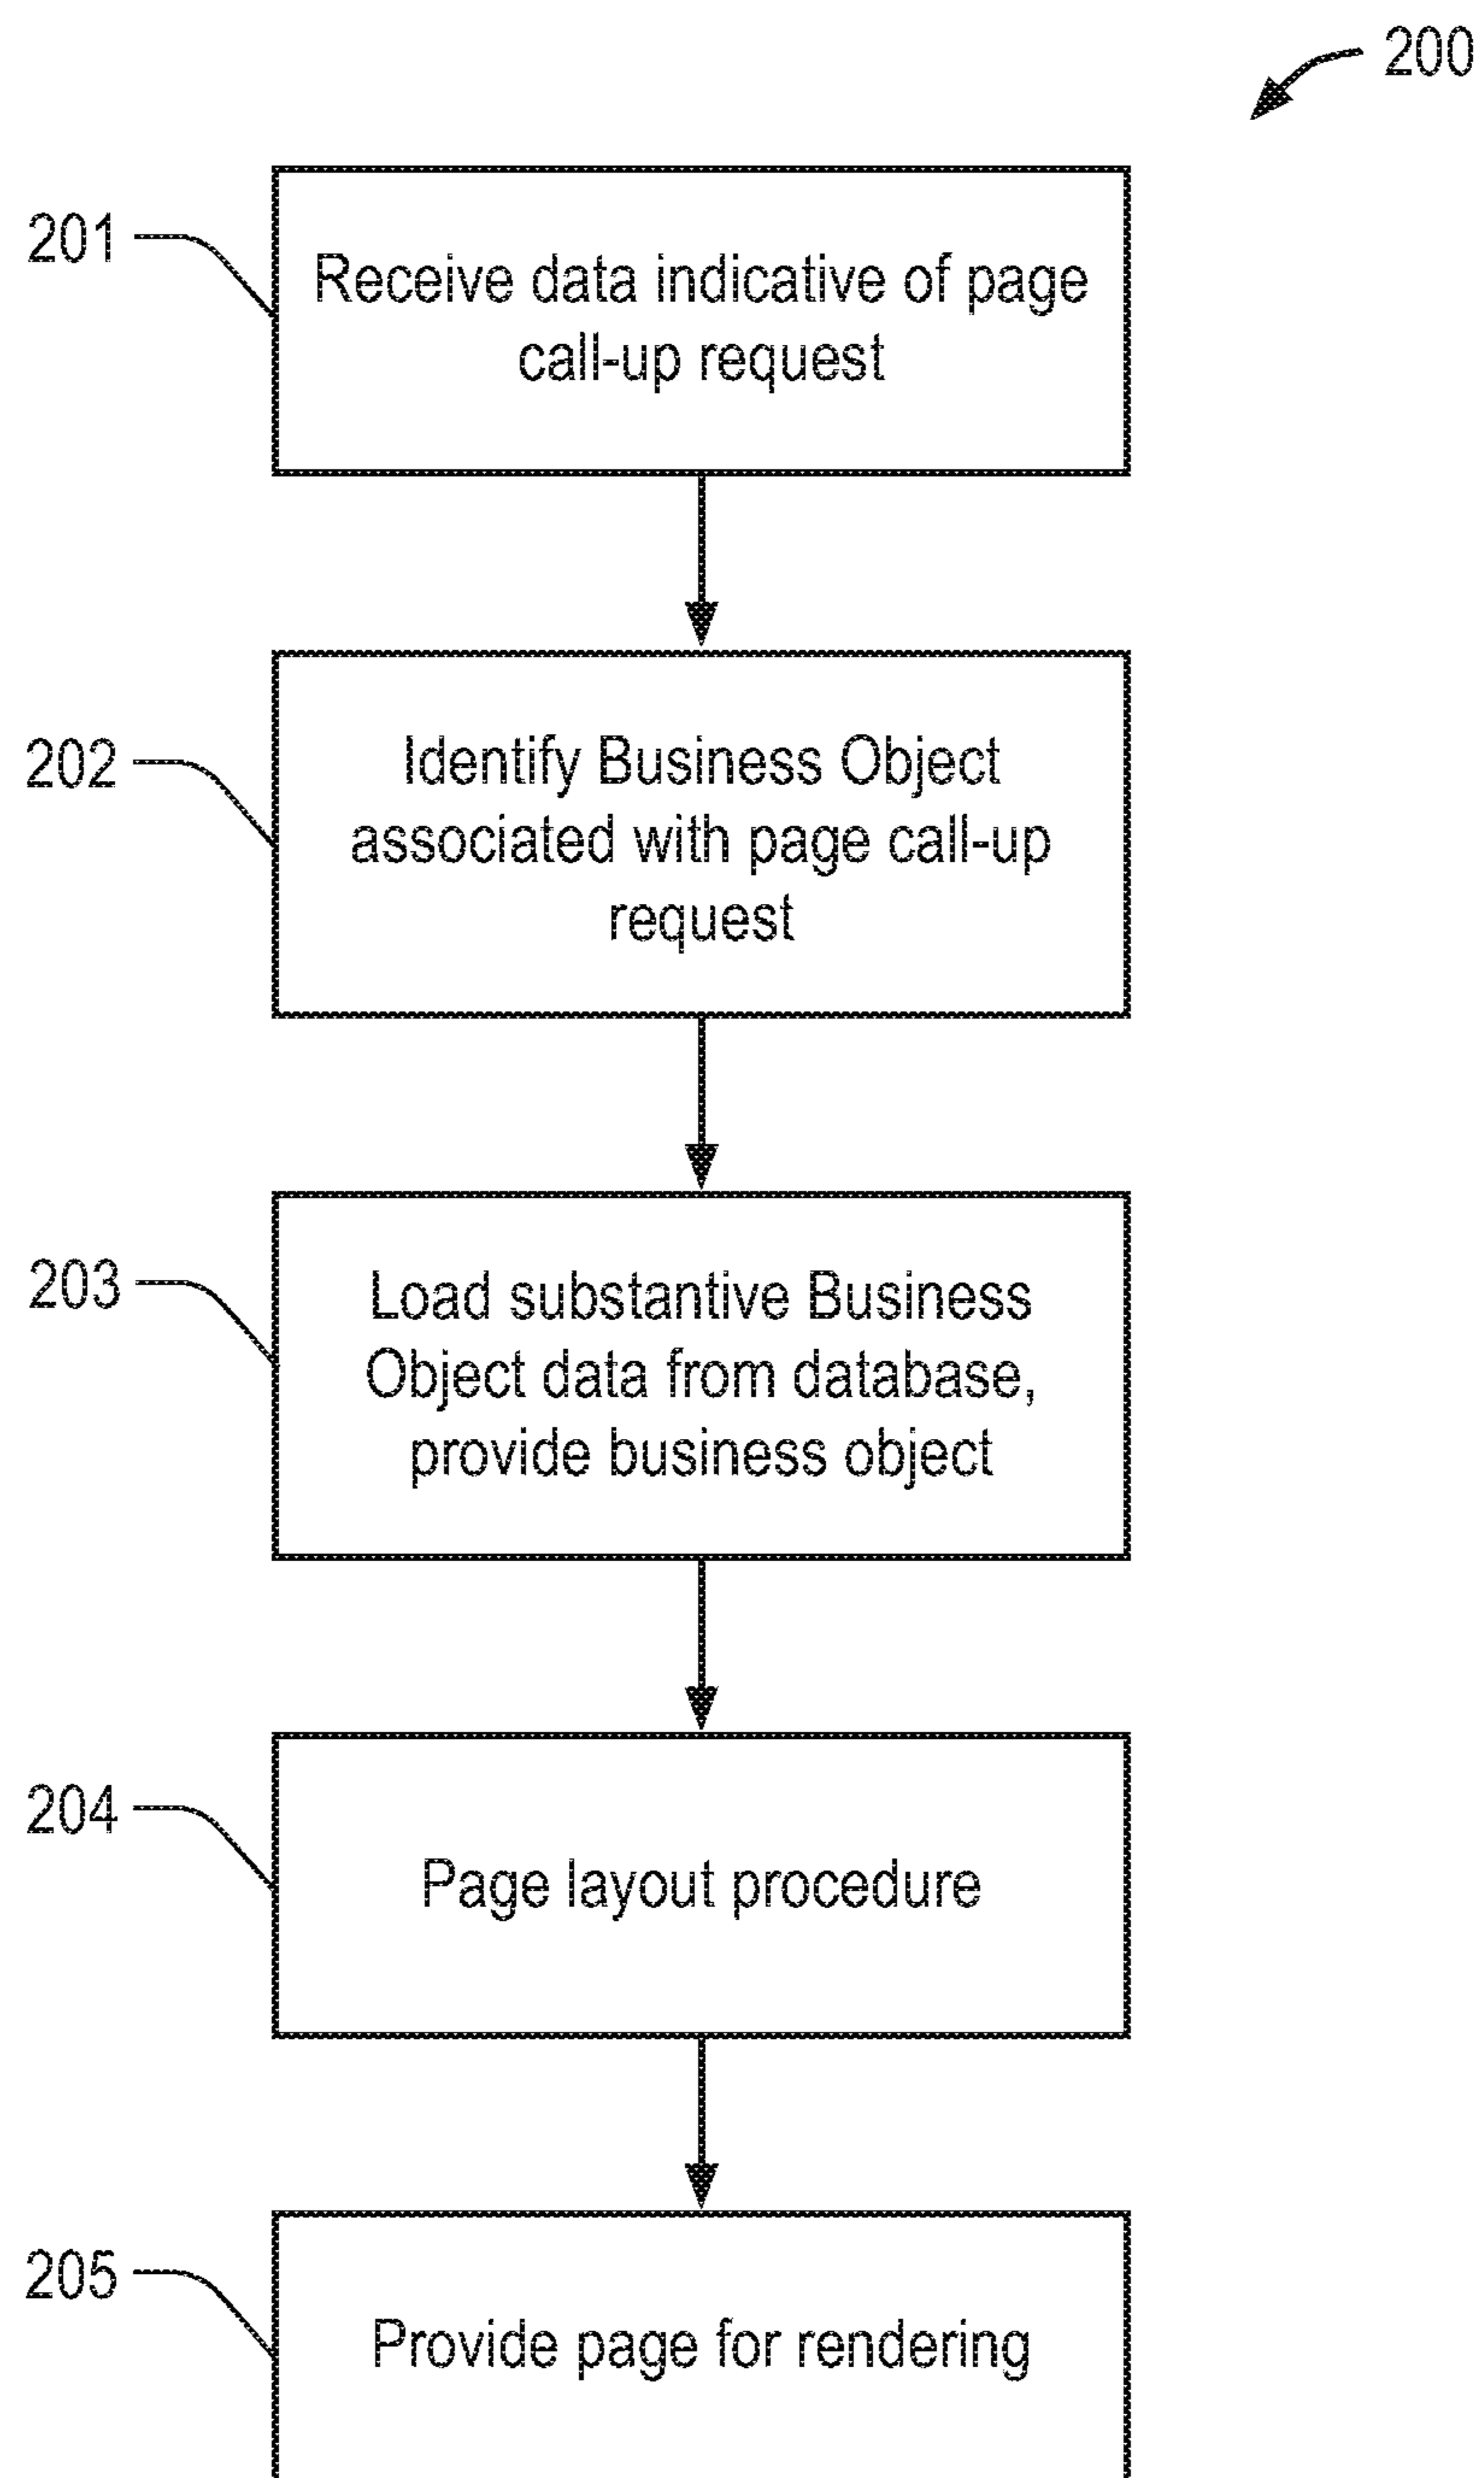 200
201
Receive data indicative of page
call-up request
202
Identify Business Object
associated with page call-up
request
203
Load substantive Business
Object data from database,
provide business object
204
Page layout procedure
205
Provide page for rendering